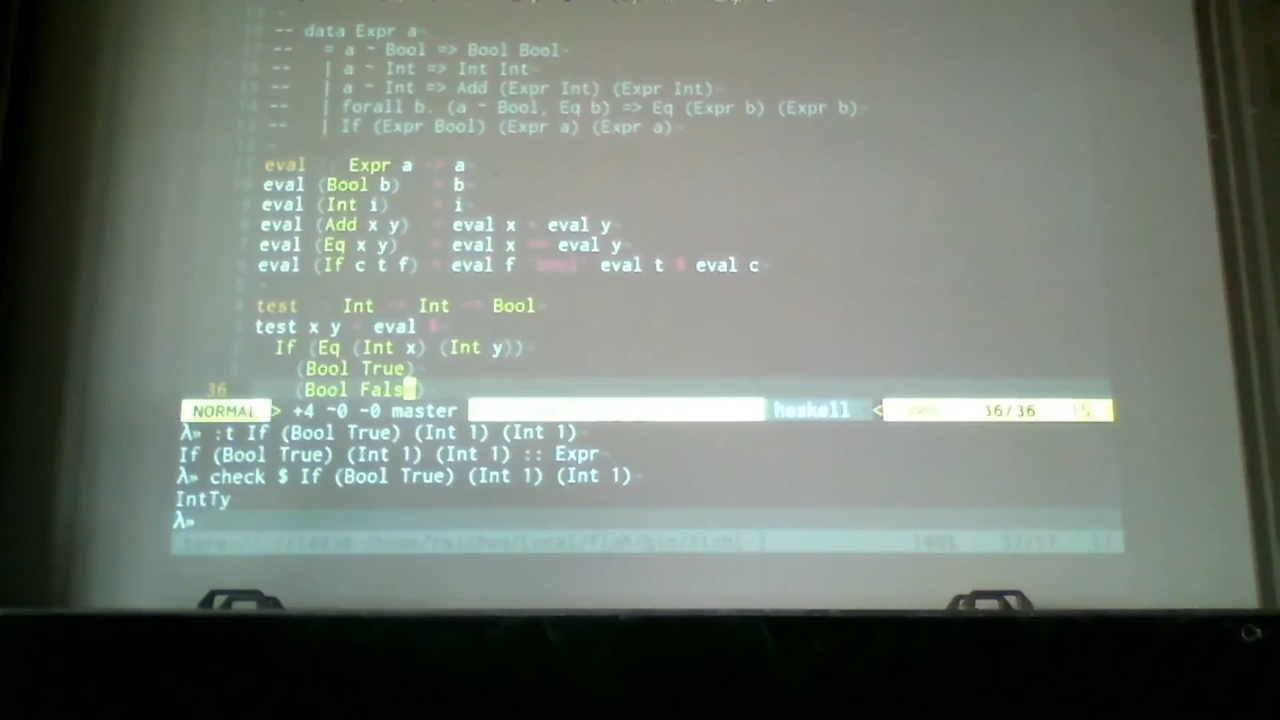 -- data Expr a
-- = a ~ Bool => Bool Bool
-- | a ~ Int => Int Int
-- | a ~ Int => Add (Expr Int) (Expr Int)
-- | forall b. (a ~ Bool, Eq b) => Eq (Expr b) (Expr b)
-- | If (Expr Bool) (Expr a) (Expr a)
eval :: Expr a -> a
eval (Bool b) = b
eval (Int i) = i
eval (Add x y) = eval x + eval y
eval (Eq x y) = eval x == eval y
eval (If c t f) = eval f `bool` eval t $ eval c
test :: Int -> Int -> Bool
test x y = eval $
If (Eq (Int x) (Int y))
(Bool True)
36 (Bool False)
NORMAL > +4 ~0 -0 master haskell < 36/36
λ» :t If (Bool True) (Int 1) (Int 1)
If (Bool True) (Int 1) (Int 1) :: Expr
λ» check $ If (Bool True) (Int 1) (Int 1)
IntTy
λ»